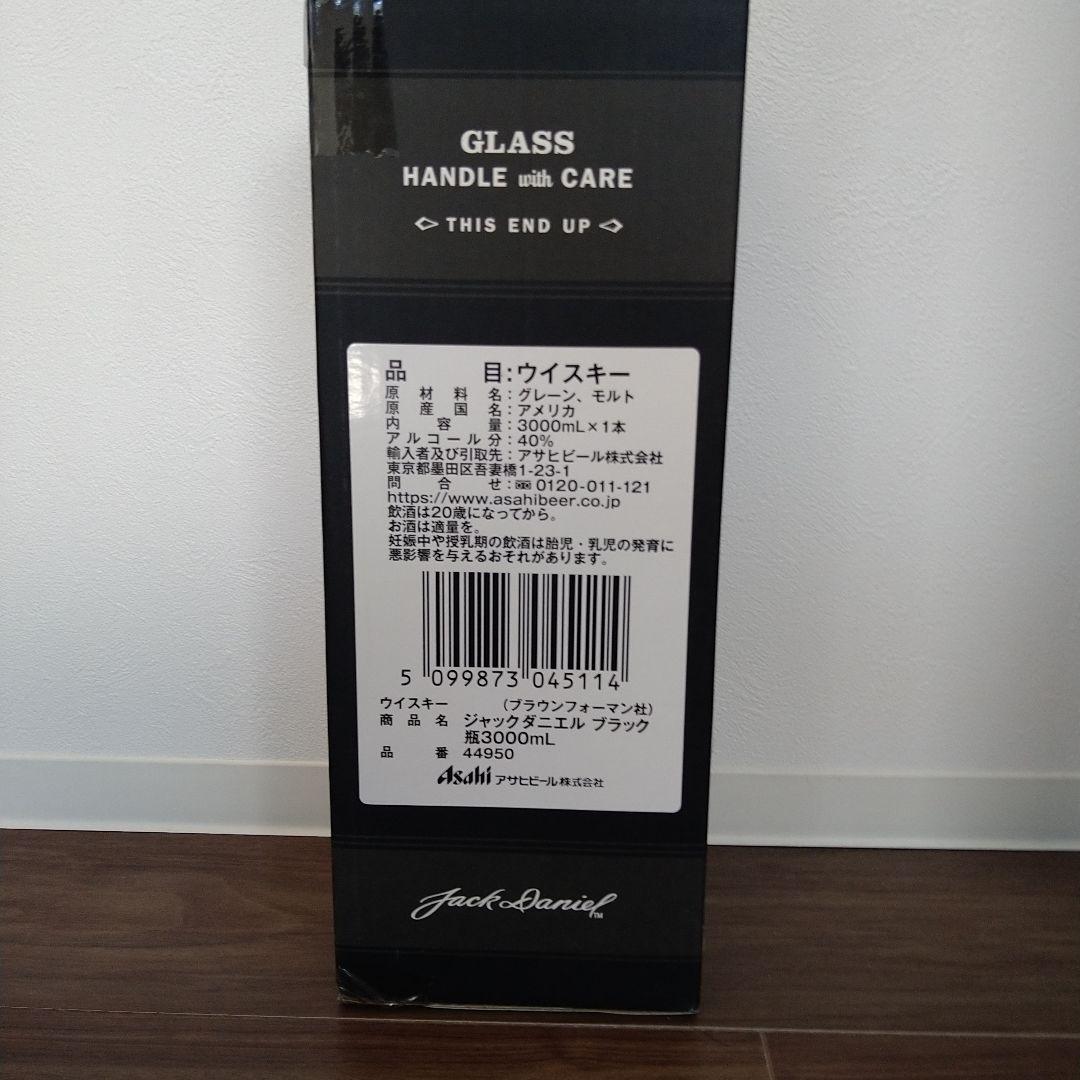 GLASS
HANDLE with CARE
THIS END UP
品目:ウイスキー
原材料名:グレーン、モルト
原産国名:アメリカ
内容量:3000mL×1本
アルコール分:40%
輸入者及び引取先:アサヒビール株式会社
東京都墨田区吾妻橋1-23-1
問合せ:0120-011-121
https://www.asahibeer.co.jp
飲酒は20歳になってから。
お酒は適量を。
妊娠中や授乳期の飲酒は胎児・乳児の発育に
悪影響を与えるおそれがあります。
5 099873 045114
ウイスキー (ブラウンフォーマン社)
商品名 ジャックダニエル ブラック
瓶3000mL
品番 44950
Asahi アサヒビール株式会社
Jack Daniel™